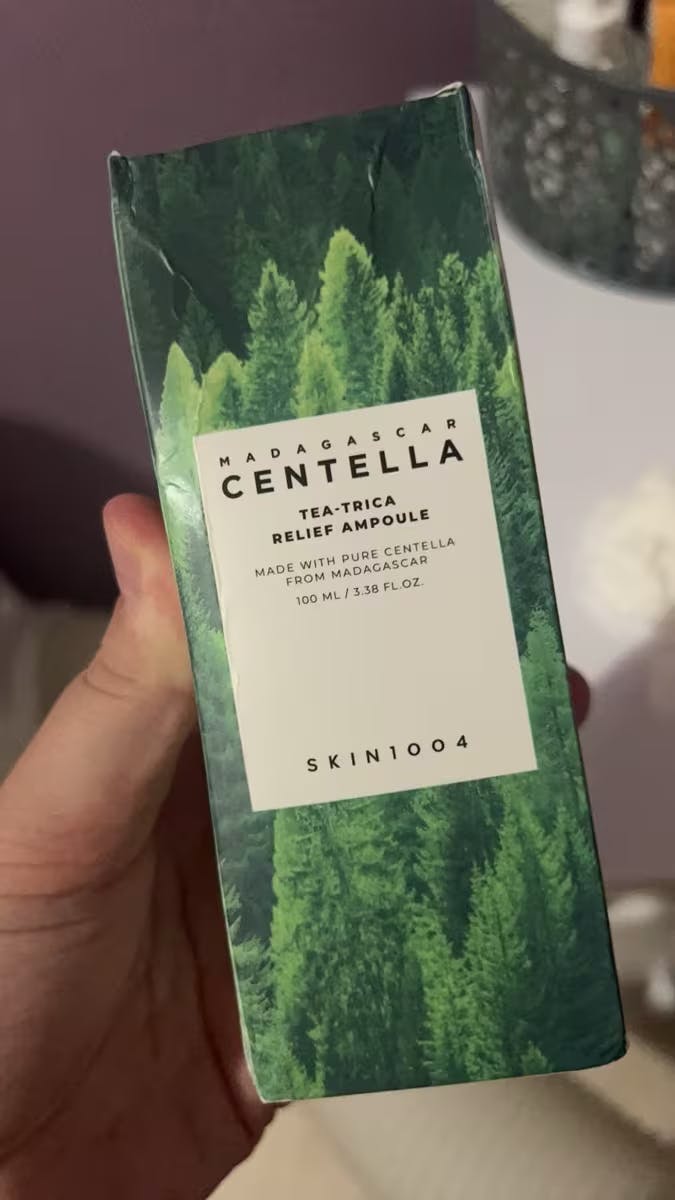 MADAGASCAR
CENTELLA
TEA-TRICA
RELIEF AMPOULE
MADE WITH PURE CENTELLA
FROM MADAGASCAR
100 ML / 3.38 FL.OZ.
SKIN1004